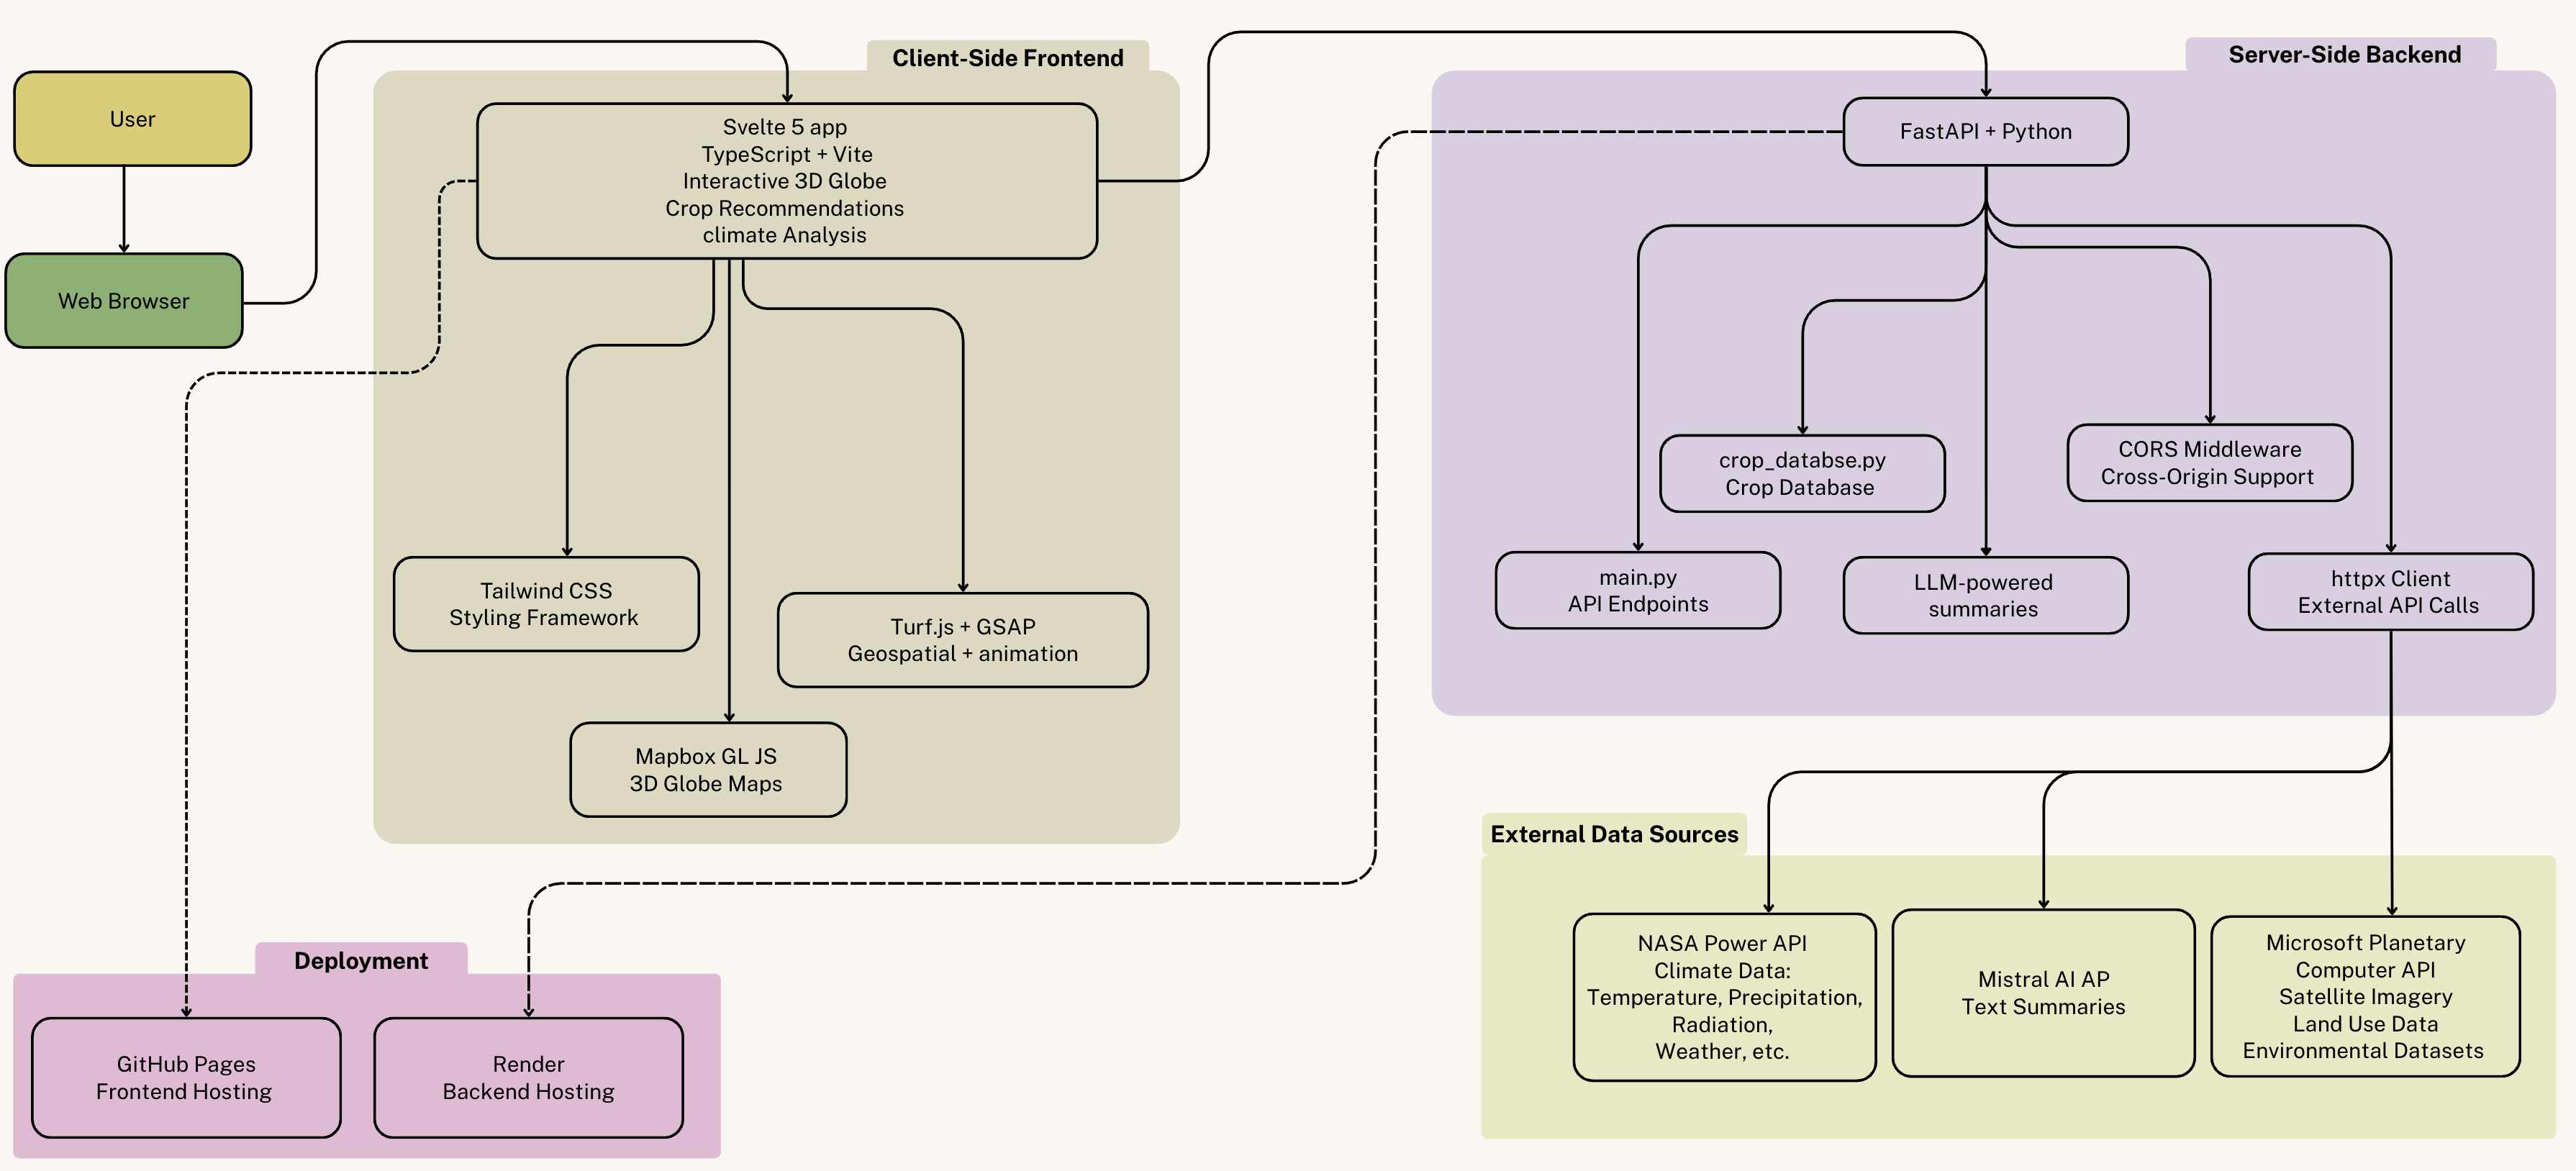 User
Web Browser
Client-Side Frontend
Svelte 5 app
TypeScript + Vite
Interactive 3D Globe
Crop Recommendations
climate Analysis
Tailwind CSS
Styling Framework
Turf.js + GSAP
Geospatial + animation
Mapbox GL JS
3D Globe Maps
Server-Side Backend
FastAPI + Python
crop_databse.py
Crop Database
CORS Middleware
Cross-Origin Support
main.py
API Endpoints
LLM-powered
summaries
httpx Client
External API Calls
External Data Sources
NASA Power API
Climate Data:
Temperature, Precipitation,
Radiation,
Weather, etc.
Mistral AI AP
Text Summaries
Microsoft Planetary
Computer API
Satellite Imagery
Land Use Data
Environmental Datasets
Deployment
GitHub Pages
Frontend Hosting
Render
Backend Hosting